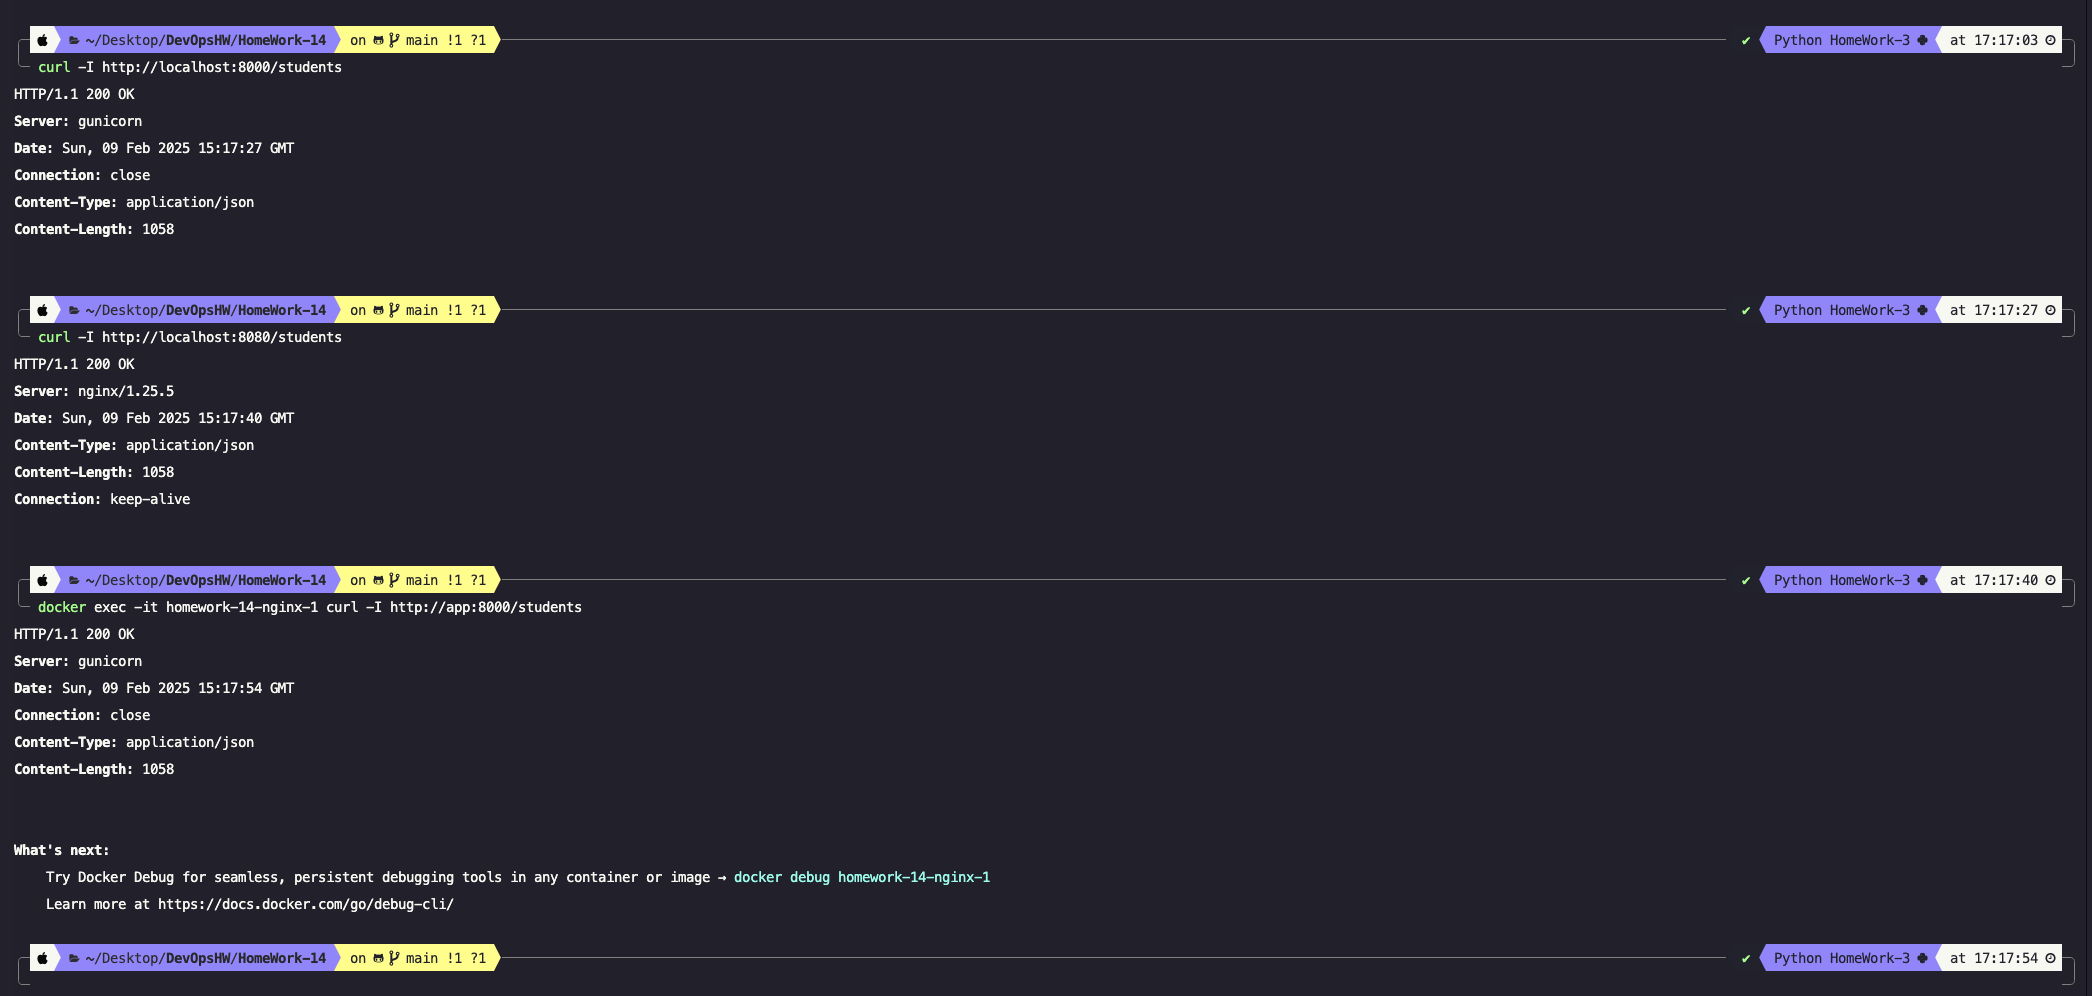 ~/Desktop/DevOpsHW/HomeWork-14 on main !1 ?1 ✔ Python HomeWork-3 at 17:17:03
curl -I http://localhost:8000/students
HTTP/1.1 200 OK
Server: gunicorn
Date: Sun, 09 Feb 2025 15:17:27 GMT
Connection: close
Content-Type: application/json
Content-Length: 1058
~/Desktop/DevOpsHW/HomeWork-14 on main !1 ?1 ✔ Python HomeWork-3 at 17:17:27
curl -I http://localhost:8080/students
HTTP/1.1 200 OK
Server: nginx/1.25.5
Date: Sun, 09 Feb 2025 15:17:40 GMT
Content-Type: application/json
Content-Length: 1058
Connection: keep-alive
~/Desktop/DevOpsHW/HomeWork-14 on main !1 ?1 ✔ Python HomeWork-3 at 17:17:40
docker exec -it homework-14-nginx-1 curl -I http://app:8000/students
HTTP/1.1 200 OK
Server: gunicorn
Date: Sun, 09 Feb 2025 15:17:54 GMT
Connection: close
Content-Type: application/json
Content-Length: 1058
What's next:
Try Docker Debug for seamless, persistent debugging tools in any container or image → docker debug homework-14-nginx-1
Learn more at https://docs.docker.com/go/debug-cli/
~/Desktop/DevOpsHW/HomeWork-14 on main !1 ?1 ✔ Python HomeWork-3 at 17:17:54